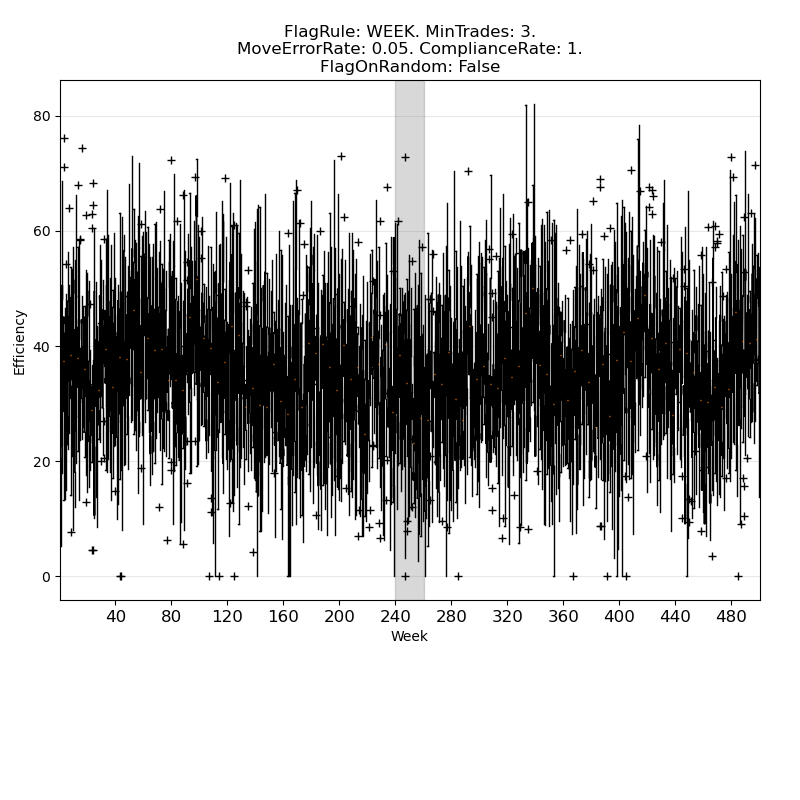 FlagRule: WEEK. MinTrades: 3.
MoveErrorRate: 0.05. ComplianceRate: 1.
FlagOnRandom: False
80
60
40
20
0
Efficiency
40 80 120 160 200 240 280 320 360 400 440 480
Week